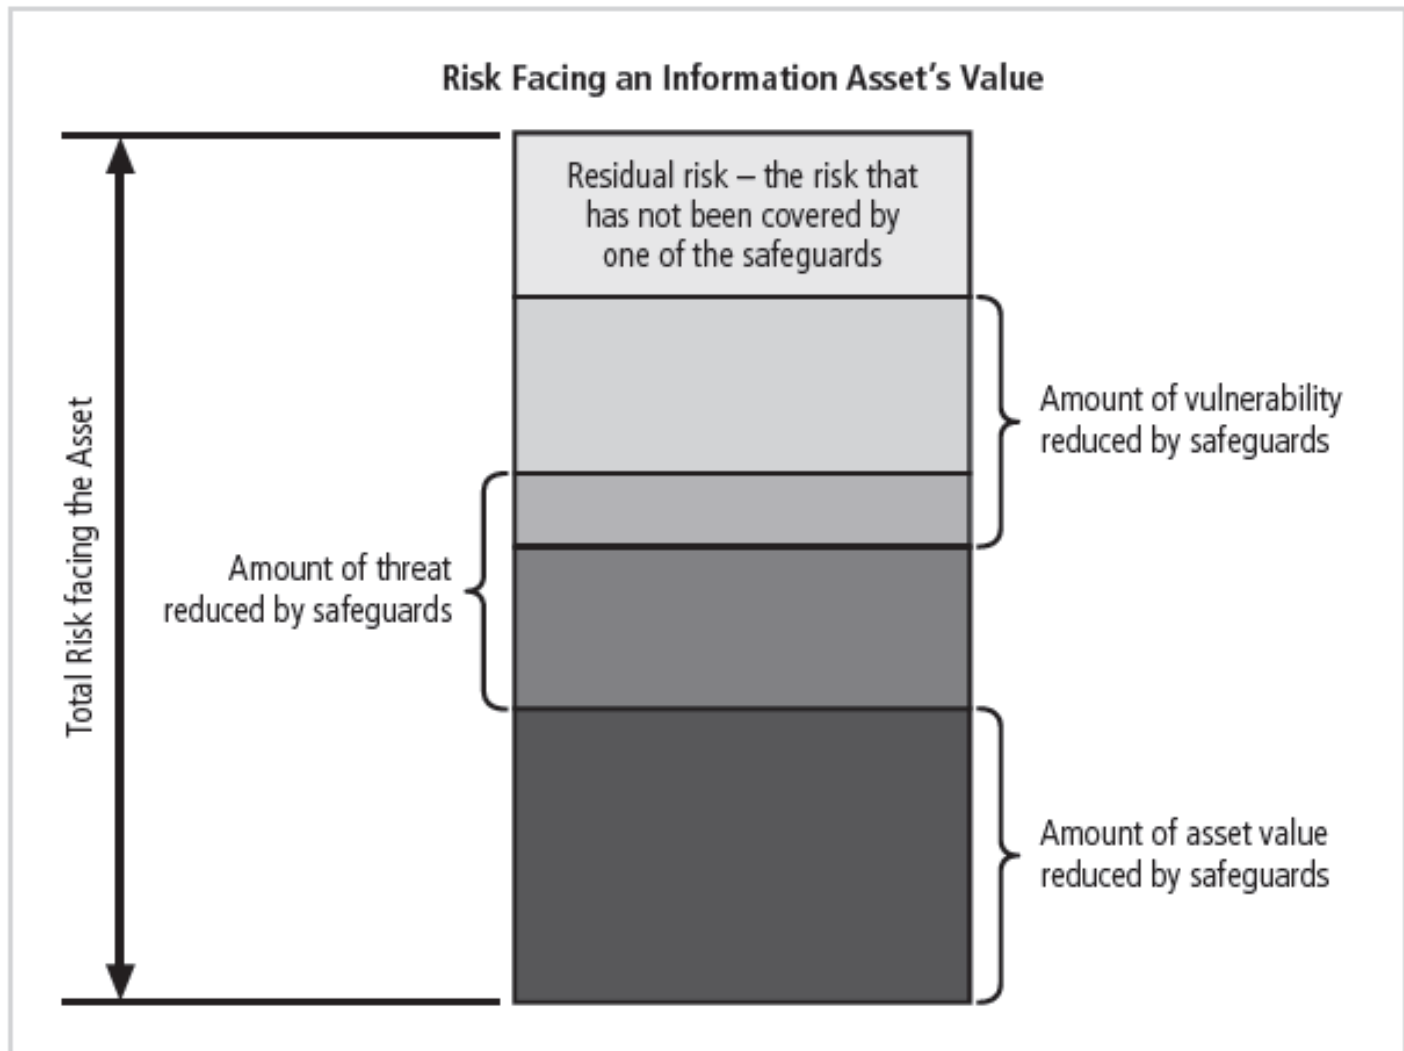 Risk Facing an Information Asset's Value
Residual risk – the risk that
has not been covered by
one of the safeguards
Amount of vulnerability
reduced by safeguards
Total Risk facing the Asset
Amount of threat
reduced by safeguards
Amount of asset value
reduced by safeguards